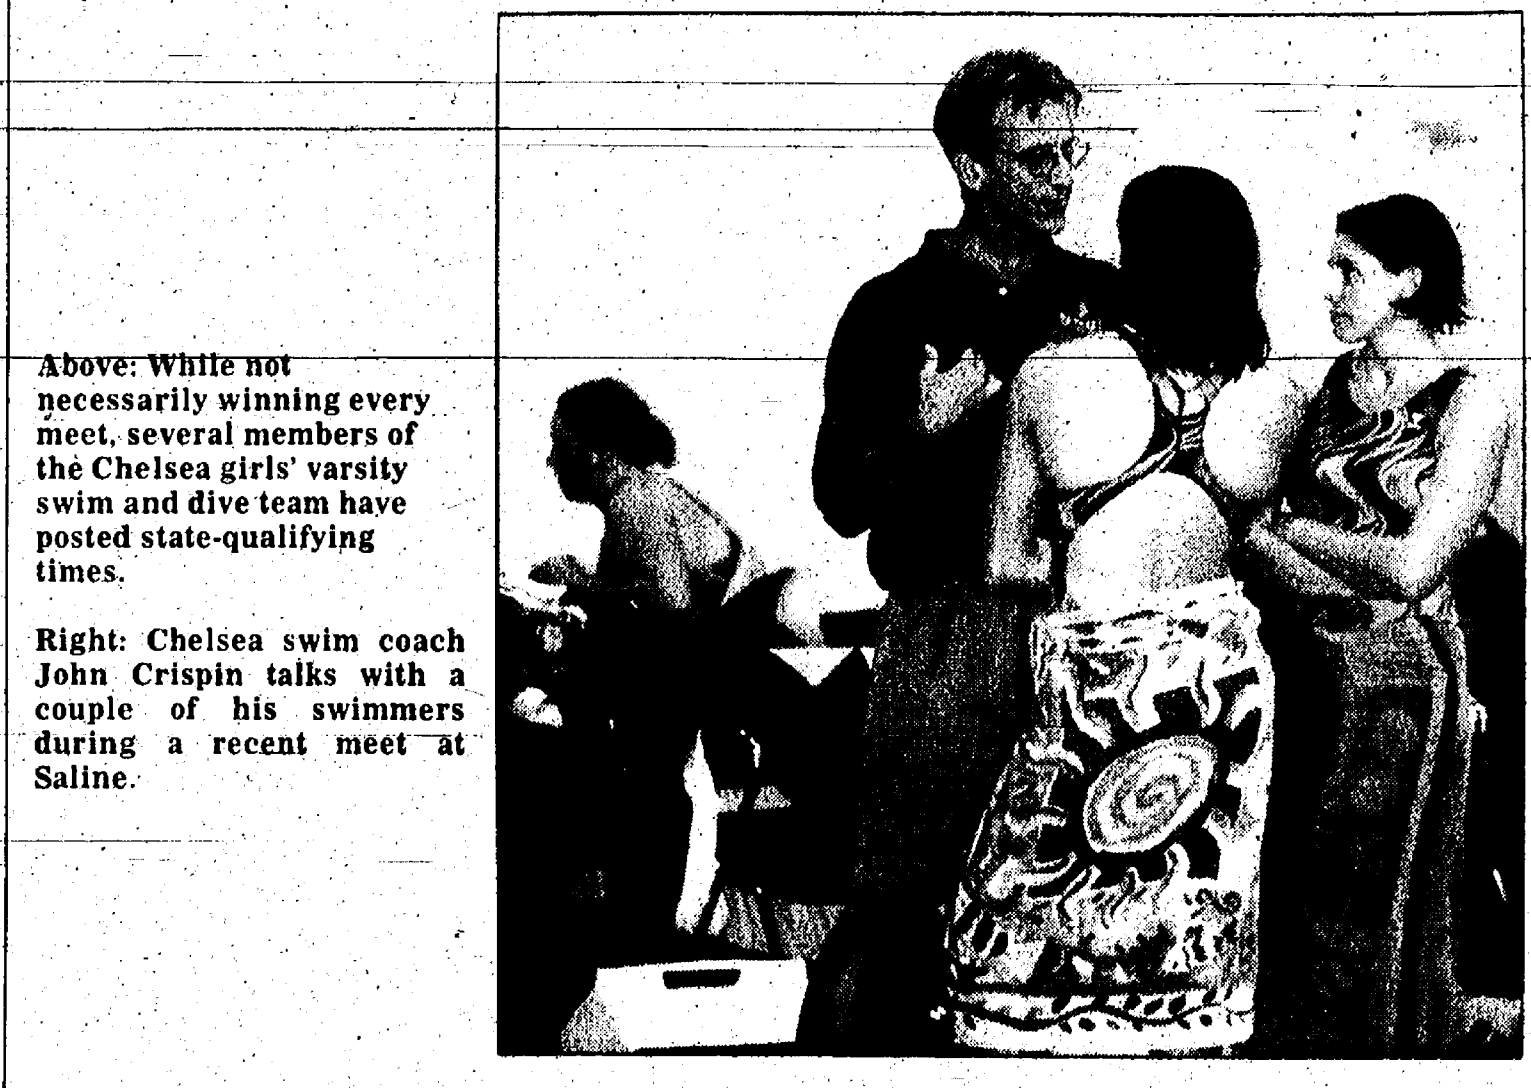 Above: While not
necessarily winning every
meet, several members of
the Chelsea girls' varsity
swim and dive team have
posted state-qualifying
times.
Right: Chelsea swim coach
John Crispin talks with a
couple of his swimmers
during a recent meet at
Saline.